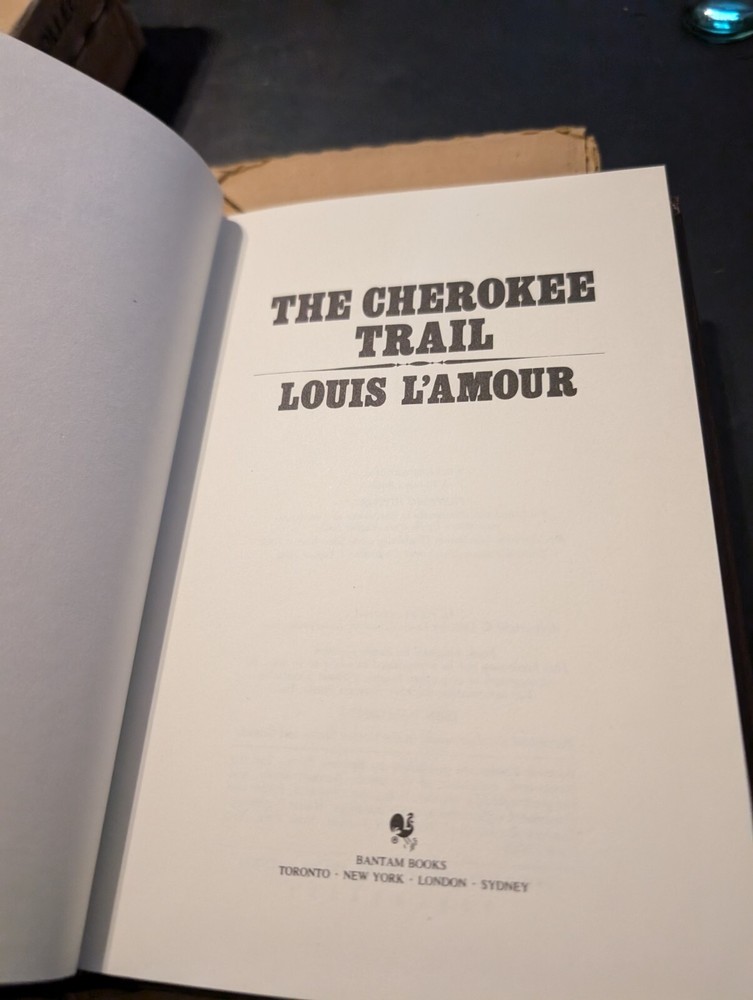 THE CHEROKEE
TRAIL
LOUIS L'AMOUR
BANTAM BOOKS
TORONTO · NEW YORK · LONDON · SYDNEY